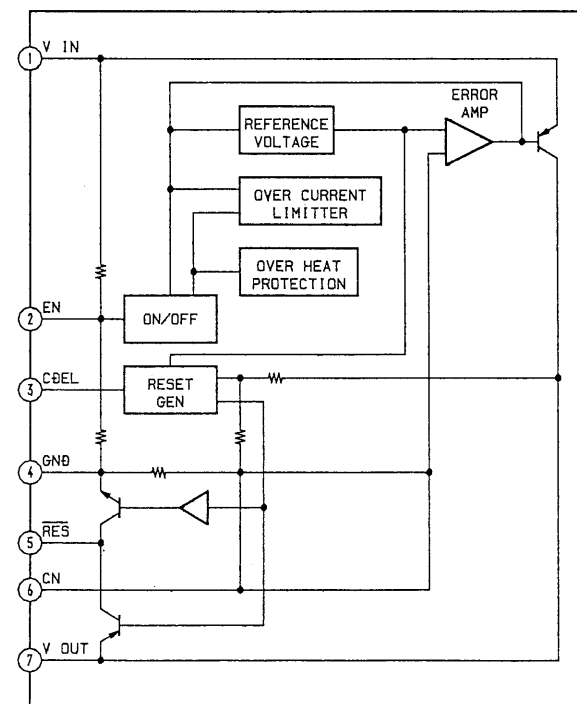 1 V IN
ERROR
AMP
REFERENCE
VOLTAGE
OVER CURRENT
LIMITTER
OVER HEAT
PROTECTION
2 EN
ON/OFF
3 CDEL
RESET
GEN
4 GND
5 RES
6 CN
7 V OUT